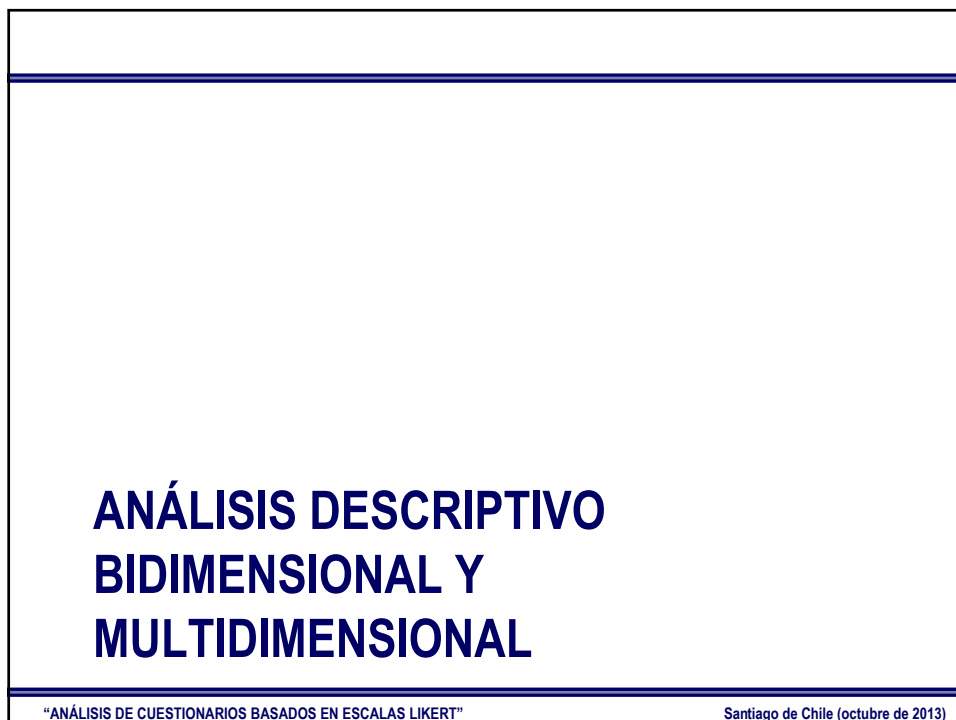 ANÁLISIS DESCRIPTIVO
BIDIMENSIONAL Y
MULTIDIMENSIONAL
“ANÁLISIS DE CUESTIONARIOS BASADOS EN ESCALAS LIKERT” Santiago de Chile (octubre de 2013)